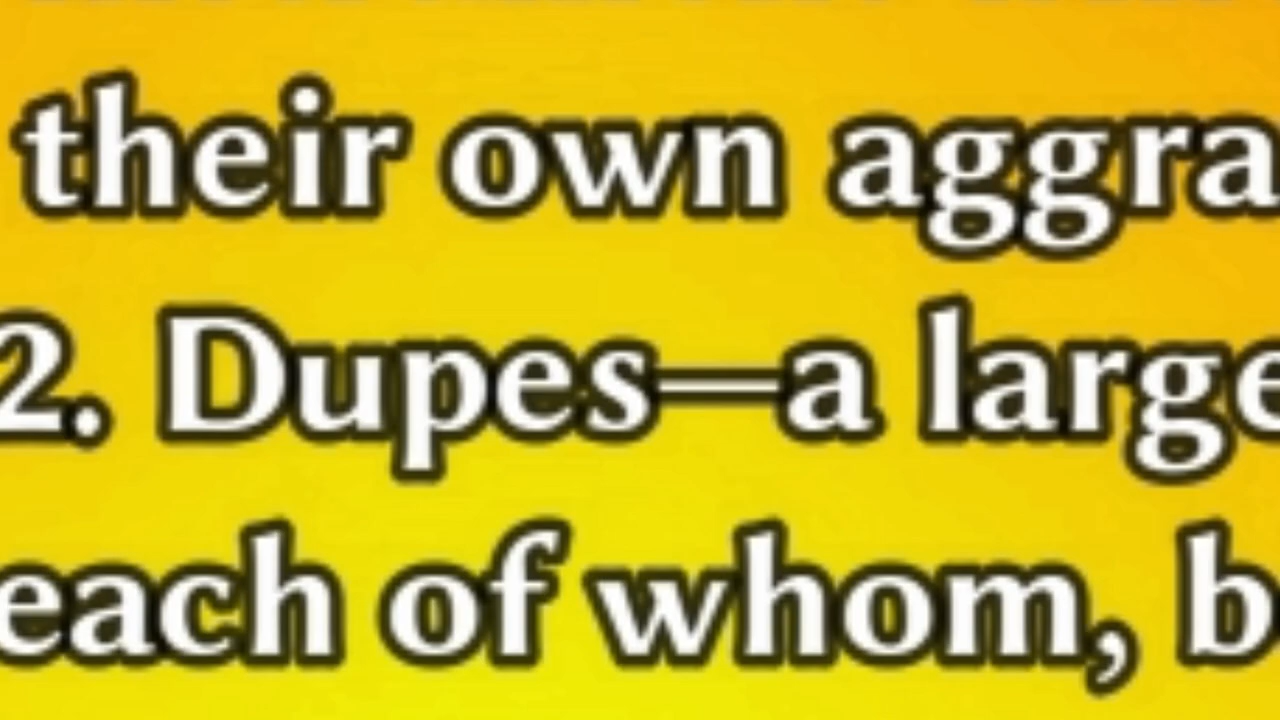 their own aggra
2. Dupes—a large
each of whom, b